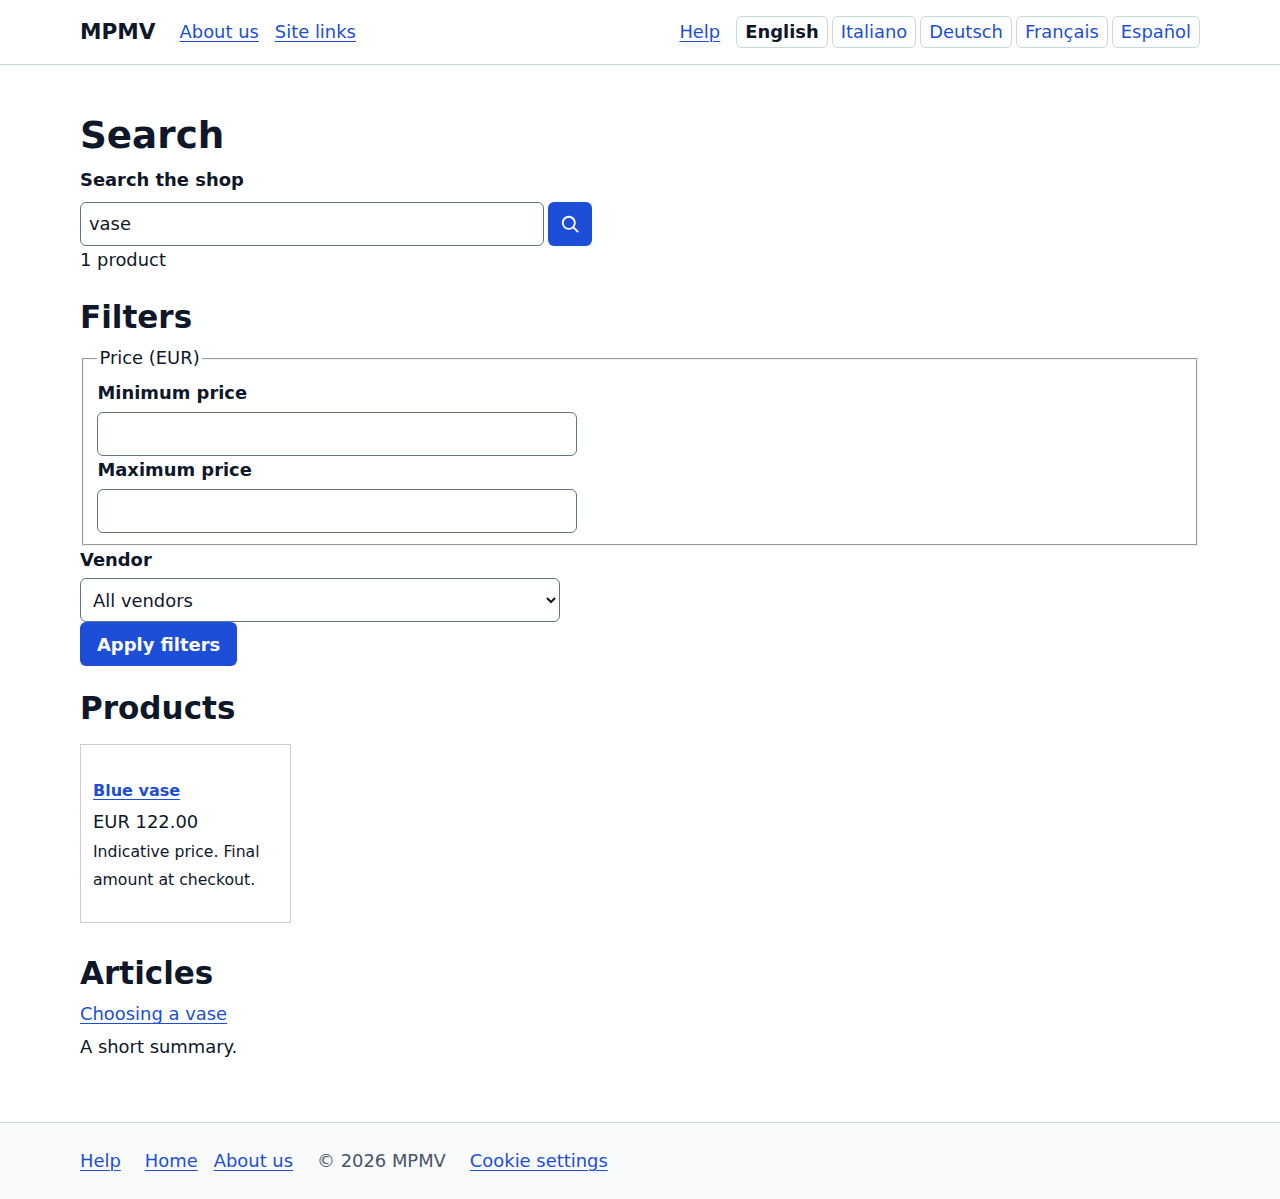 MPMV About us Site links Help English Italiano Deutsch Français Español
Search
Search the shop
vase
1 product
Filters
Price (EUR)
Minimum price
Maximum price
Vendor
All vendors
Apply filters
Products
Blue vase
EUR 122.00
Indicative price. Final
amount at checkout.
Articles
Choosing a vase
A short summary.
Help Home About us © 2026 MPMV Cookie settings